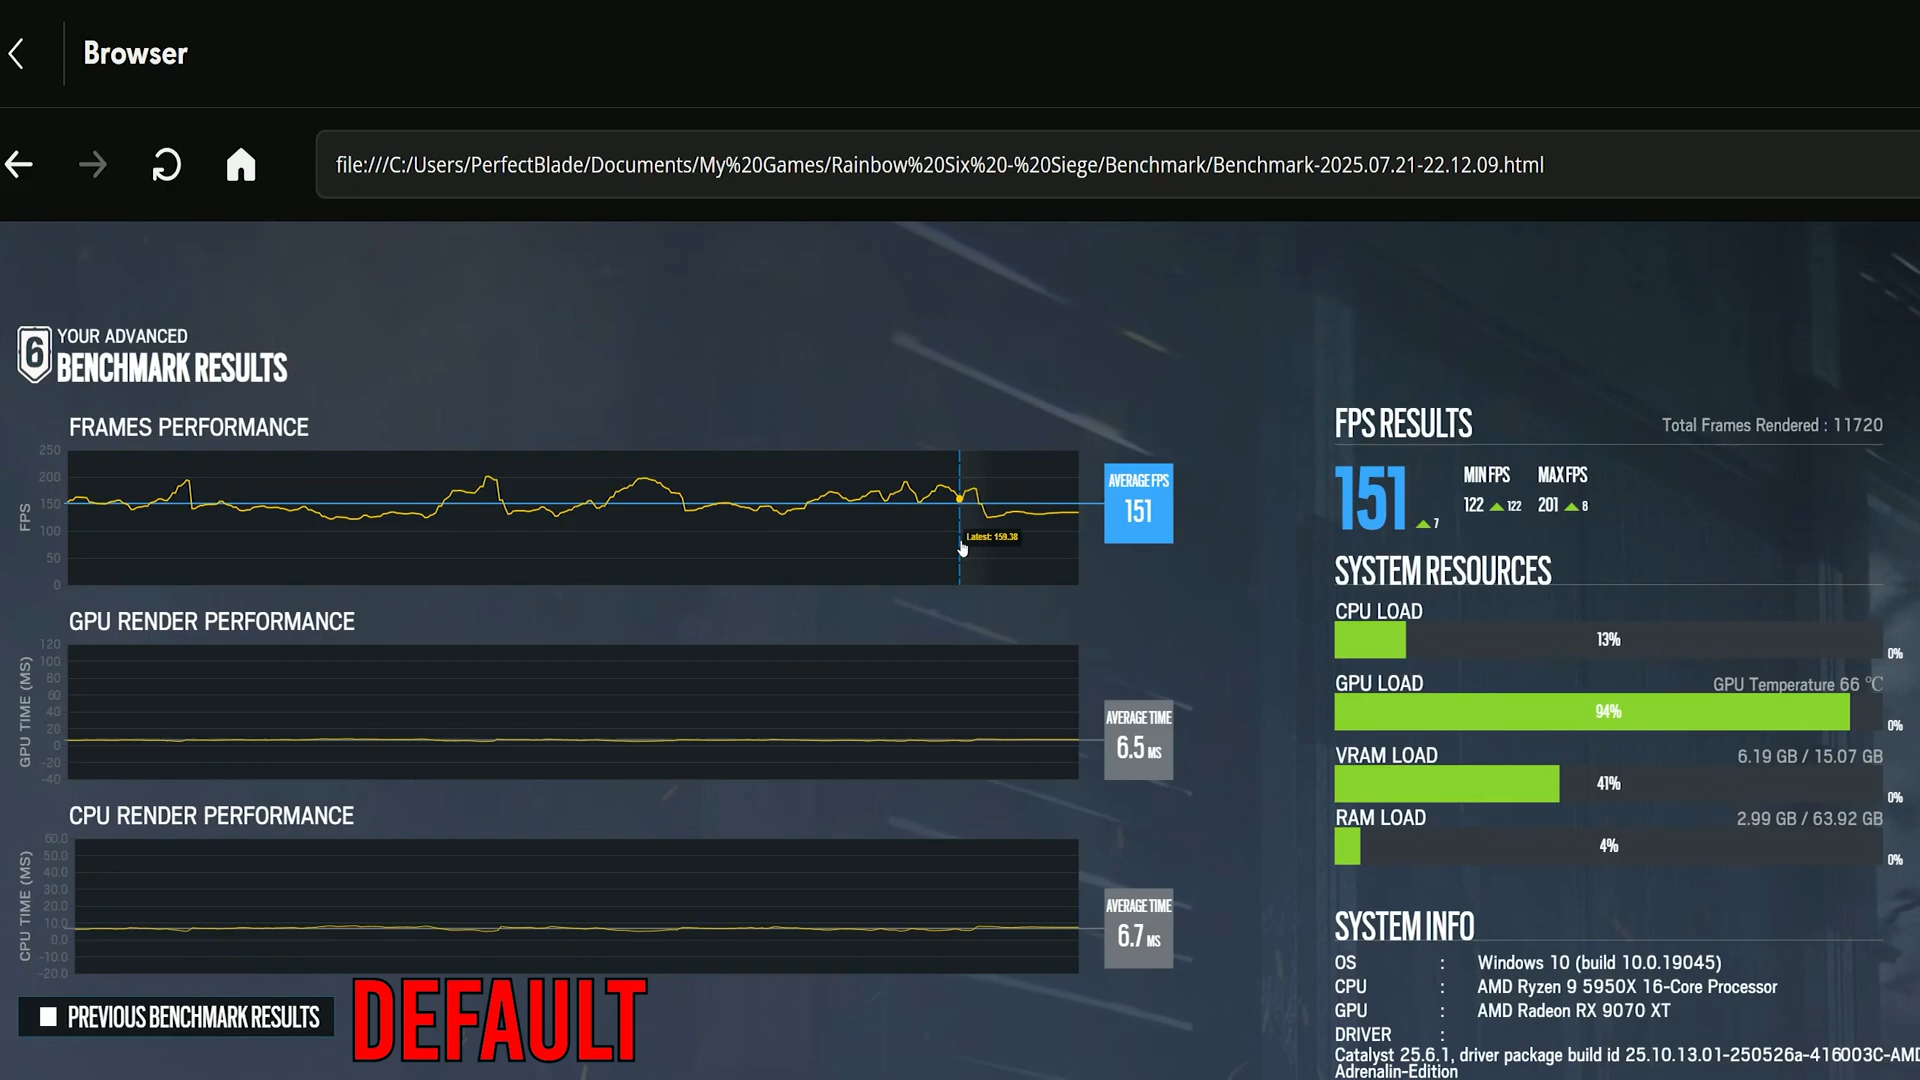 Browser
file:///C:/Users/PerfectBlade/Documents/My%20Games/Rainbow%20Six%20-%20Siege/Benchmark/Benchmark-2025.07.21-22.12.09.html
6
YOUR ADVANCED
BENCHMARK RESULTS
FRAMES PERFORMANCE
FPS
250
200
150
100
50
0
Latest: 159.38
AVERAGE FPS
151
GPU RENDER PERFORMANCE
GPU TIME (MS)
120
100
80
60
40
20
0
-20
-40
AVERAGE TIME
6.5 MS
CPU RENDER PERFORMANCE
CPU TIME (MS)
60.0
50.0
40.0
30.0
20.0
10.0
0.0
-10.0
-20.0
AVERAGE TIME
6.7 MS
PREVIOUS BENCHMARK RESULTS
DEFAULT
FPS RESULTS
Total Frames Rendered : 11720
151 7
MIN FPS
122 122
MAX FPS
201 8
SYSTEM RESOURCES
CPU LOAD
13%
0%
GPU LOAD
GPU Temperature 66 °C
94%
0%
VRAM LOAD
6.19 GB / 15.07 GB
41%
0%
RAM LOAD
2.99 GB / 63.92 GB
4%
0%
SYSTEM INFO
OS : Windows 10 (build 10.0.19045)
CPU : AMD Ryzen 9 5950X 16-Core Processor
GPU : AMD Radeon RX 9070 XT
DRIVER :
Catalyst 25.6.1, driver package build id 25.10.13.01-250526a-416003C-AMD
Adrenalin-Edition